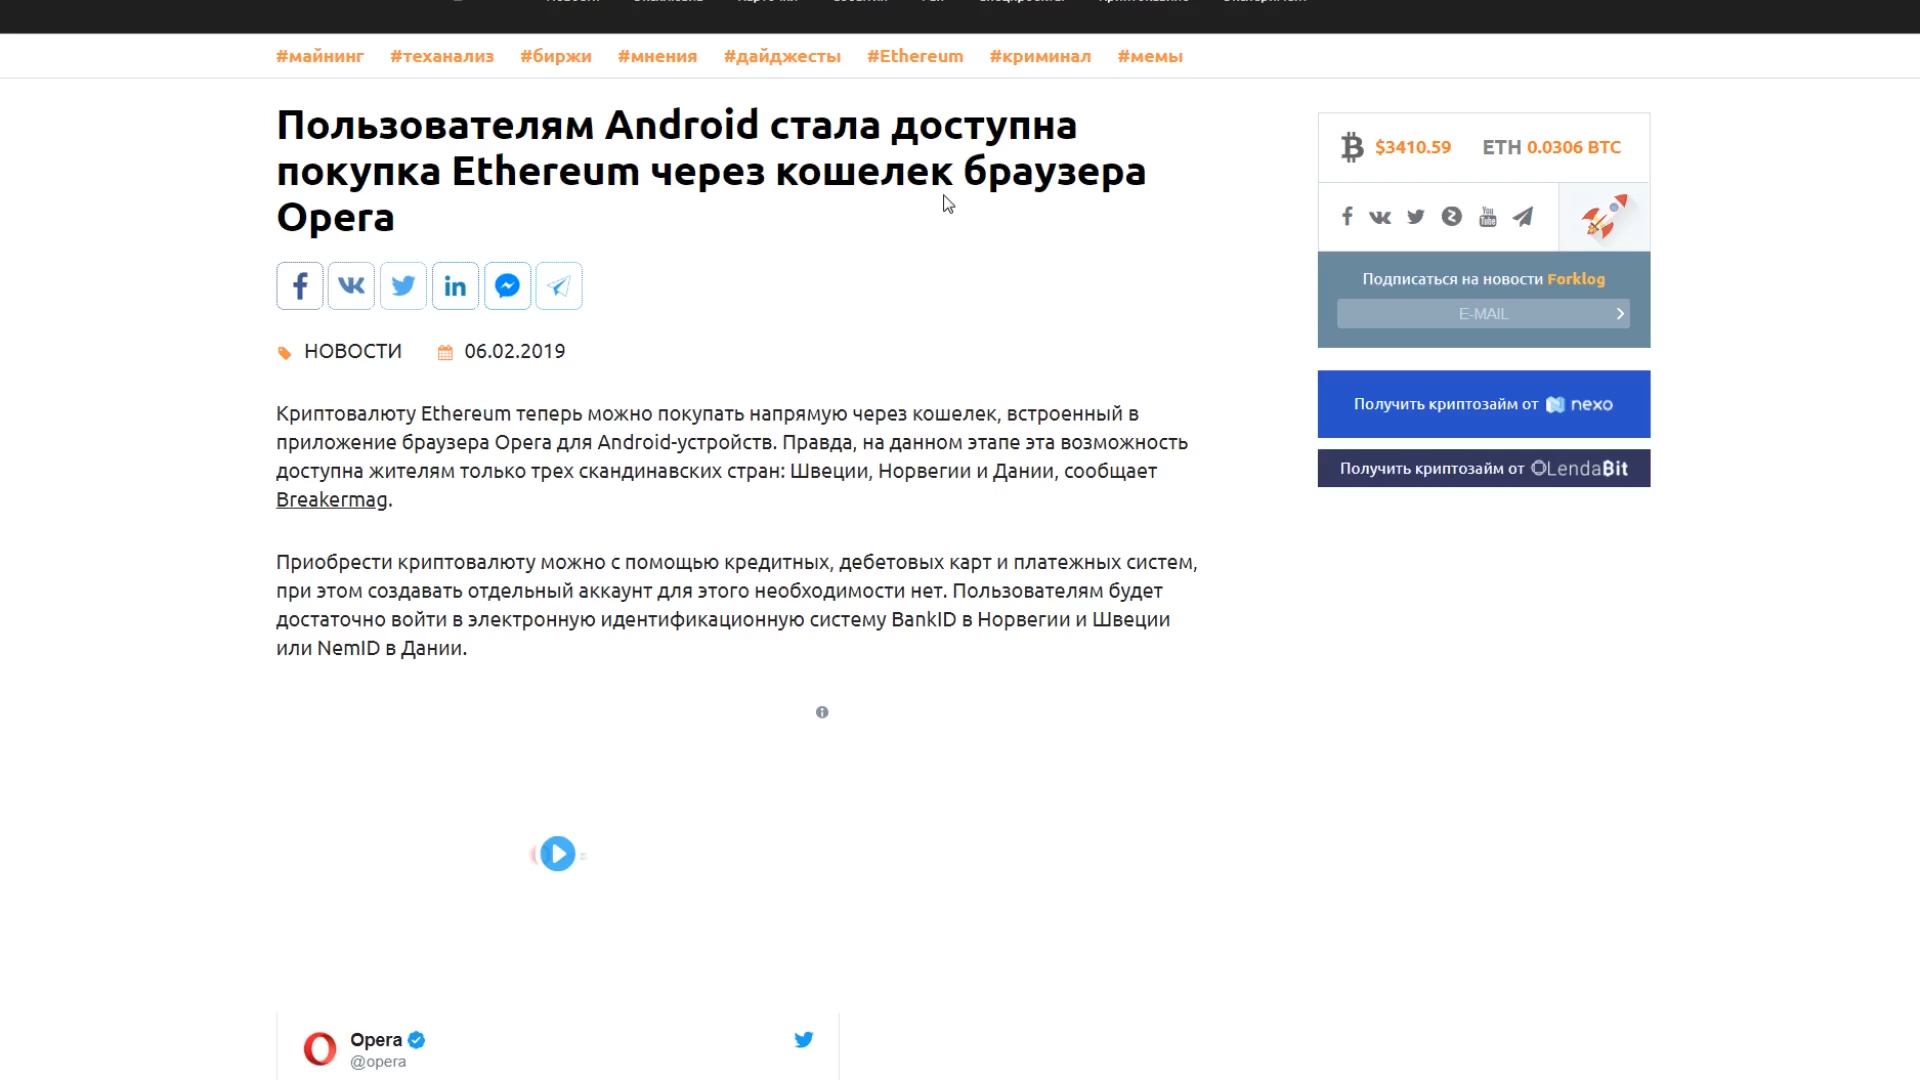 #майнинг #теханализ #биржи #мнения #дайджесты #Ethereum #криминал #мемы
Пользователям Android стала доступна
покупка Ethereum через кошелек браузера
Opera
НОВОСТИ 06.02.2019
Криптовалюту Ethereum теперь можно покупать напрямую через кошелек, встроенный в
приложение браузера Opera для Android-устройств. Правда, на данном этапе эта возможность
доступна жителям только трех скандинавских стран: Швеции, Норвегии и Дании, сообщает
Breakermag.
Приобрести криптовалюту можно с помощью кредитных, дебетовых карт и платежных систем,
при этом создавать отдельный аккаунт для этого необходимости нет. Пользователям будет
достаточно войти в электронную идентификационную систему BankID в Норвегии и Швеции
или NemID в Дании.
Opera
@opera
$3410.59 ETH 0.0306 BTC
You
Tube
Подписаться на новости Forklog
E-MAIL
Получить криптозайм от nexo
Получить криптозайм от LendaBit